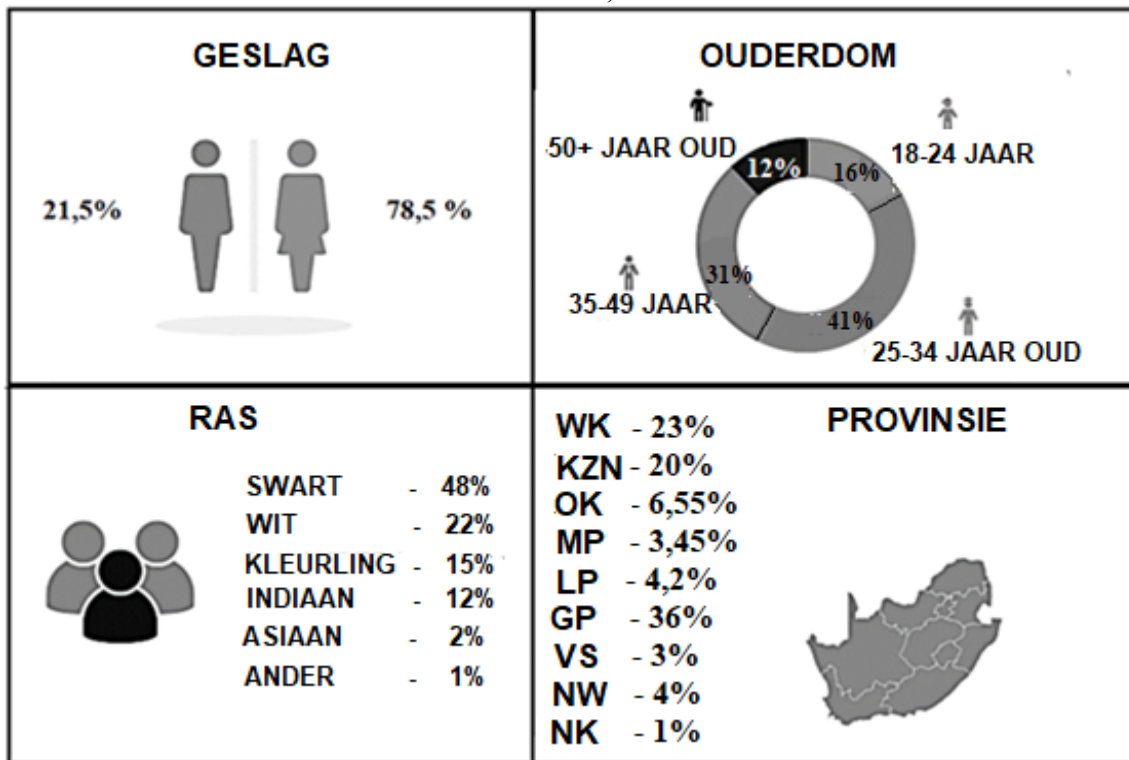 GESLAG
21,5%
78,5 %
OUDERDOM
50+ JAAR OUD
12%
16%
18-24 JAAR
31%
35-49 JAAR
41%
25-34 JAAR OUD
RAS
SWART - 48%
WIT - 22%
KLEURLING - 15%
INDIAAN - 12%
ASIAAN - 2%
ANDER - 1%
PROVINSIE
WK - 23%
KZN - 20%
OK - 6,55%
MP - 3,45%
LP - 4,2%
GP - 36%
VS - 3%
NW - 4%
NK - 1%